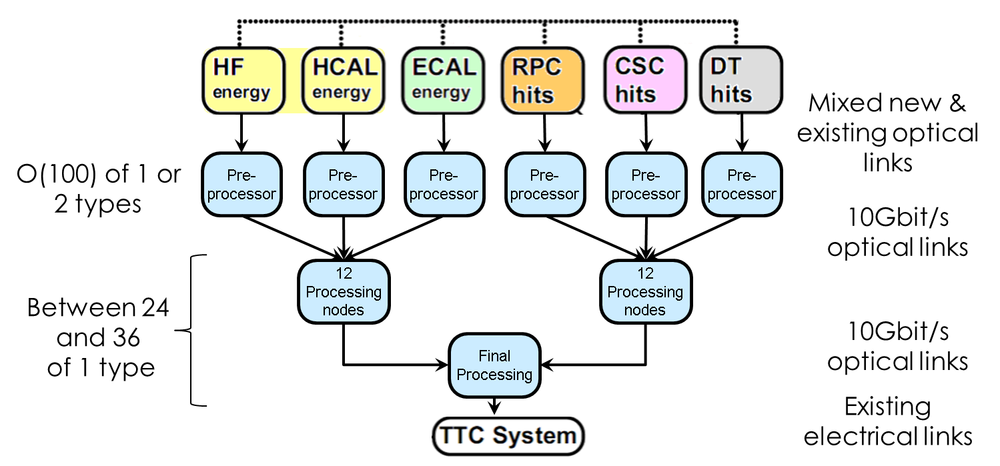 HF
energy
HCAL
energy
ECAL
energy
RPC
hits
CSC
hits
DT
hits
Mixed new &
existing optical
links
O(100) of 1 or
2 types
Pre-
processor
Pre-
processor
Pre-
processor
Pre-
processor
Pre-
processor
Pre-
processor
10Gbit/s
optical links
Between 24
and 36
of 1 type
12
Processing
nodes
12
Processing
nodes
10Gbit/s
optical links
Final
Processing
Existing
electrical links
TTC System